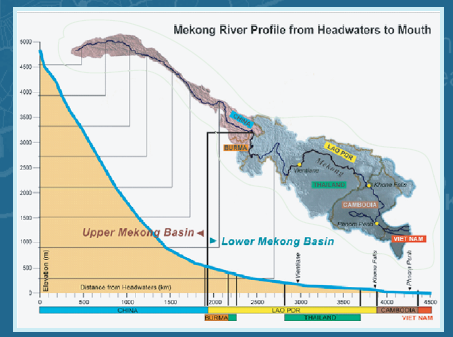 Mekong River Profile from Headwaters to Mouth
5000
4500
4000
3500
3000
2500
2000
1500
1000
500
0
Elevation (m)
CHINA
BURMA
LAO PDR
Mekong
Vientiane
THAILAND
Khone Falls
CAMBODIA
Phnom Penh
VIET NAM
Upper Mekong Basin
Lower Mekong Basin
Vientiane
Khone Falls
Phnom Penh
Distance from Headwaters (km)
0 500 1000 1500 2000 2500 3000 3500 4000 4500
CHINA BURMA LAO PDR THAILAND CAMBODIA VIET NAM